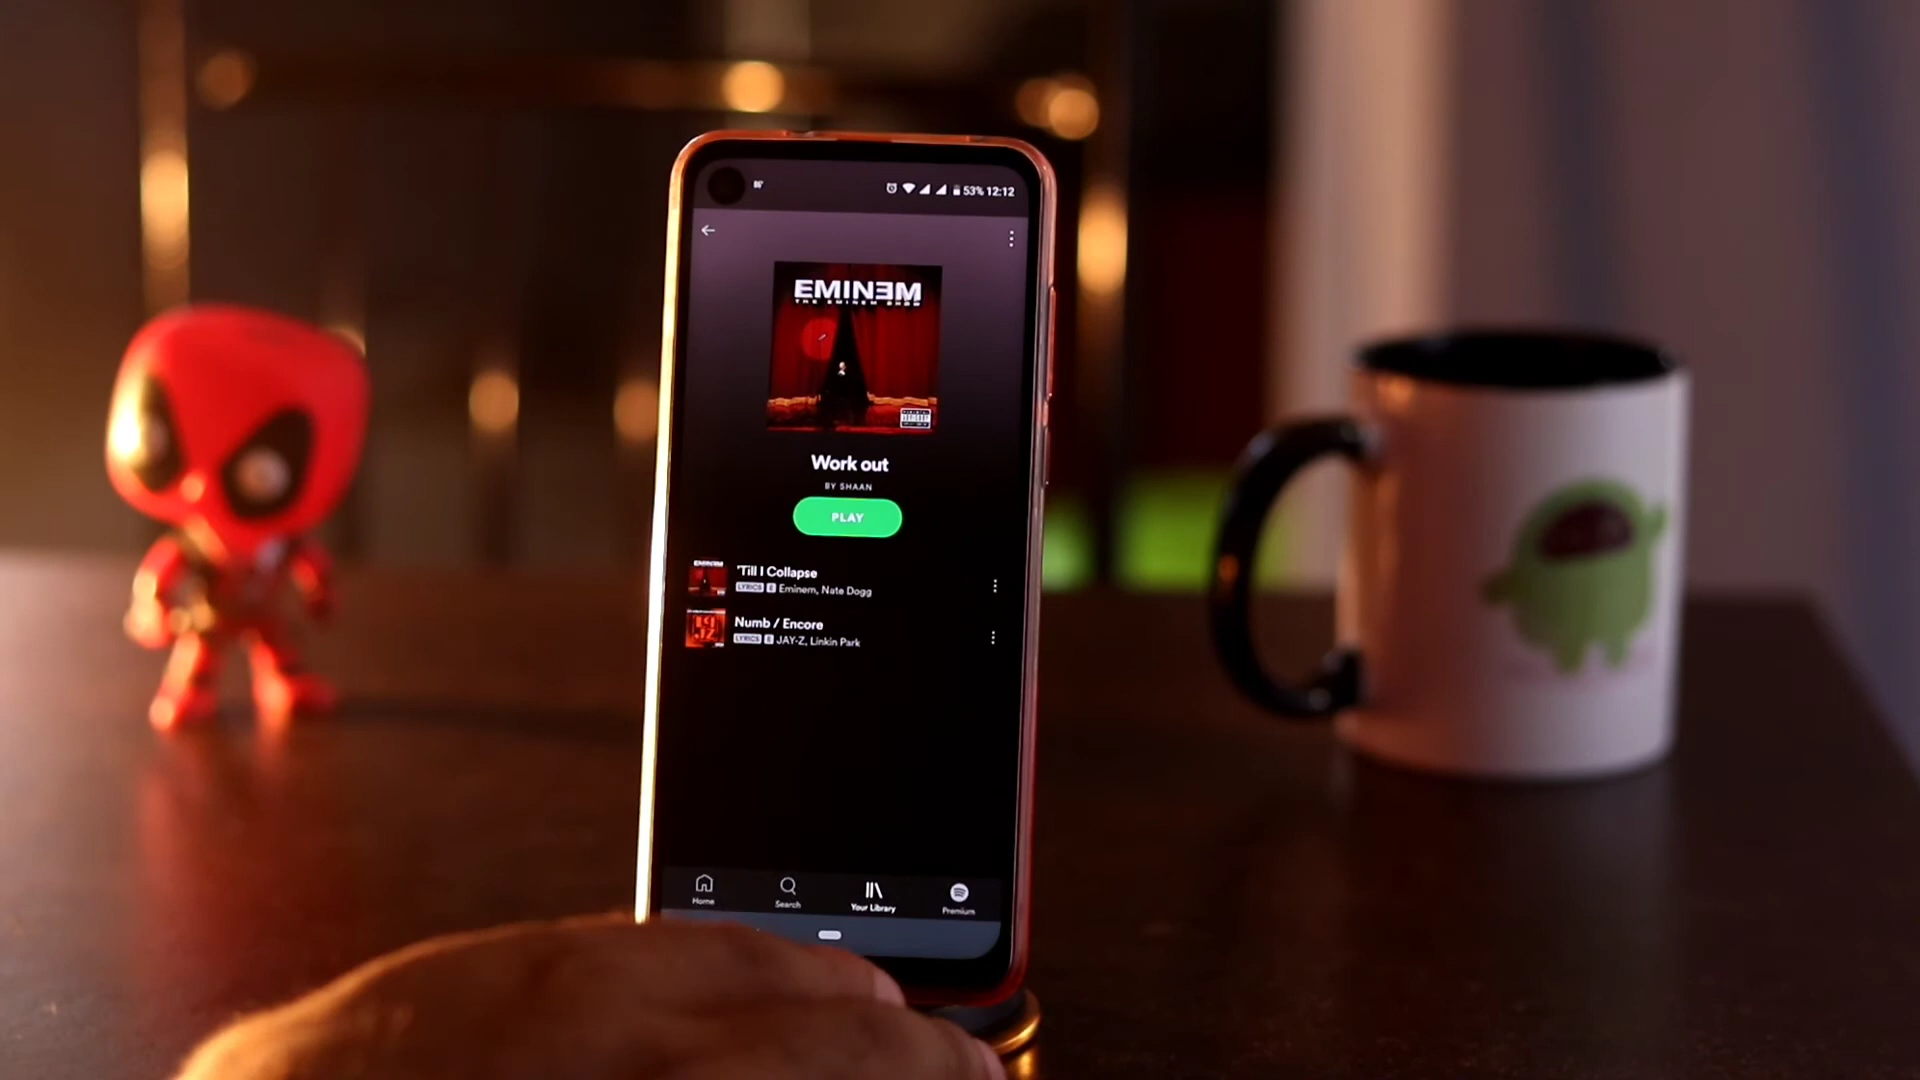 53% 12:12
EMINƎM
THE EMINEM SHOW
Work out
BY SHAAN
PLAY
'Till I Collapse
LYRICS E Eminem, Nate Dogg
Numb / Encore
LYRICS E JAY-Z, Linkin Park
Home
Search
Your Library
Premium